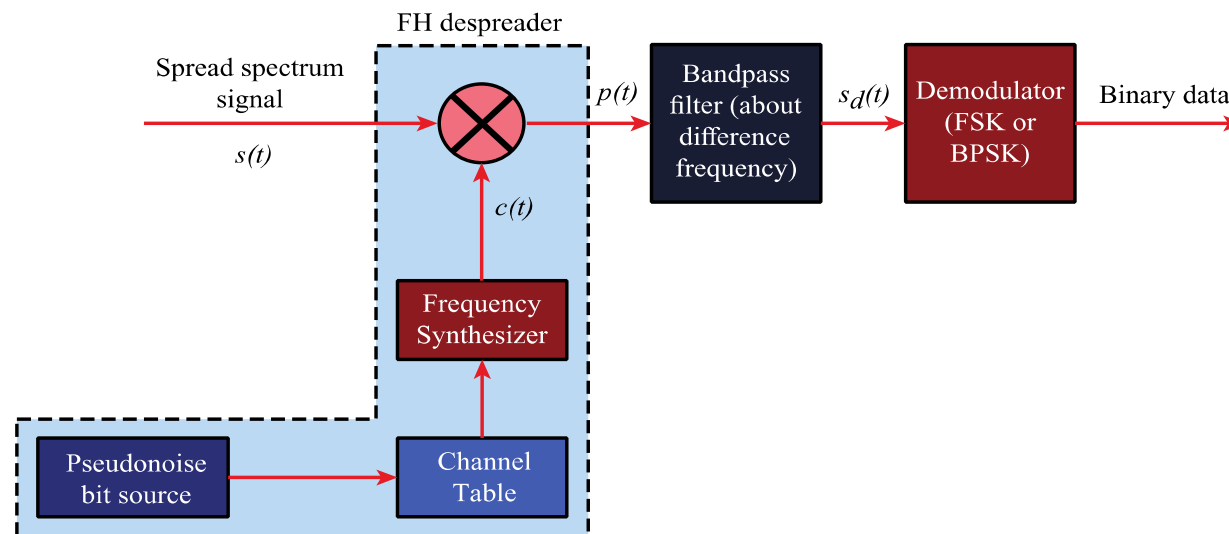 FH despreader
Spread spectrum
signal
s(t)
p(t)
Bandpass
filter (about
difference
frequency)
s_d(t)
Demodulator
(FSK or
BPSK)
Binary data
c(t)
Frequency
Synthesizer
Pseudonoise
bit source
Channel
Table